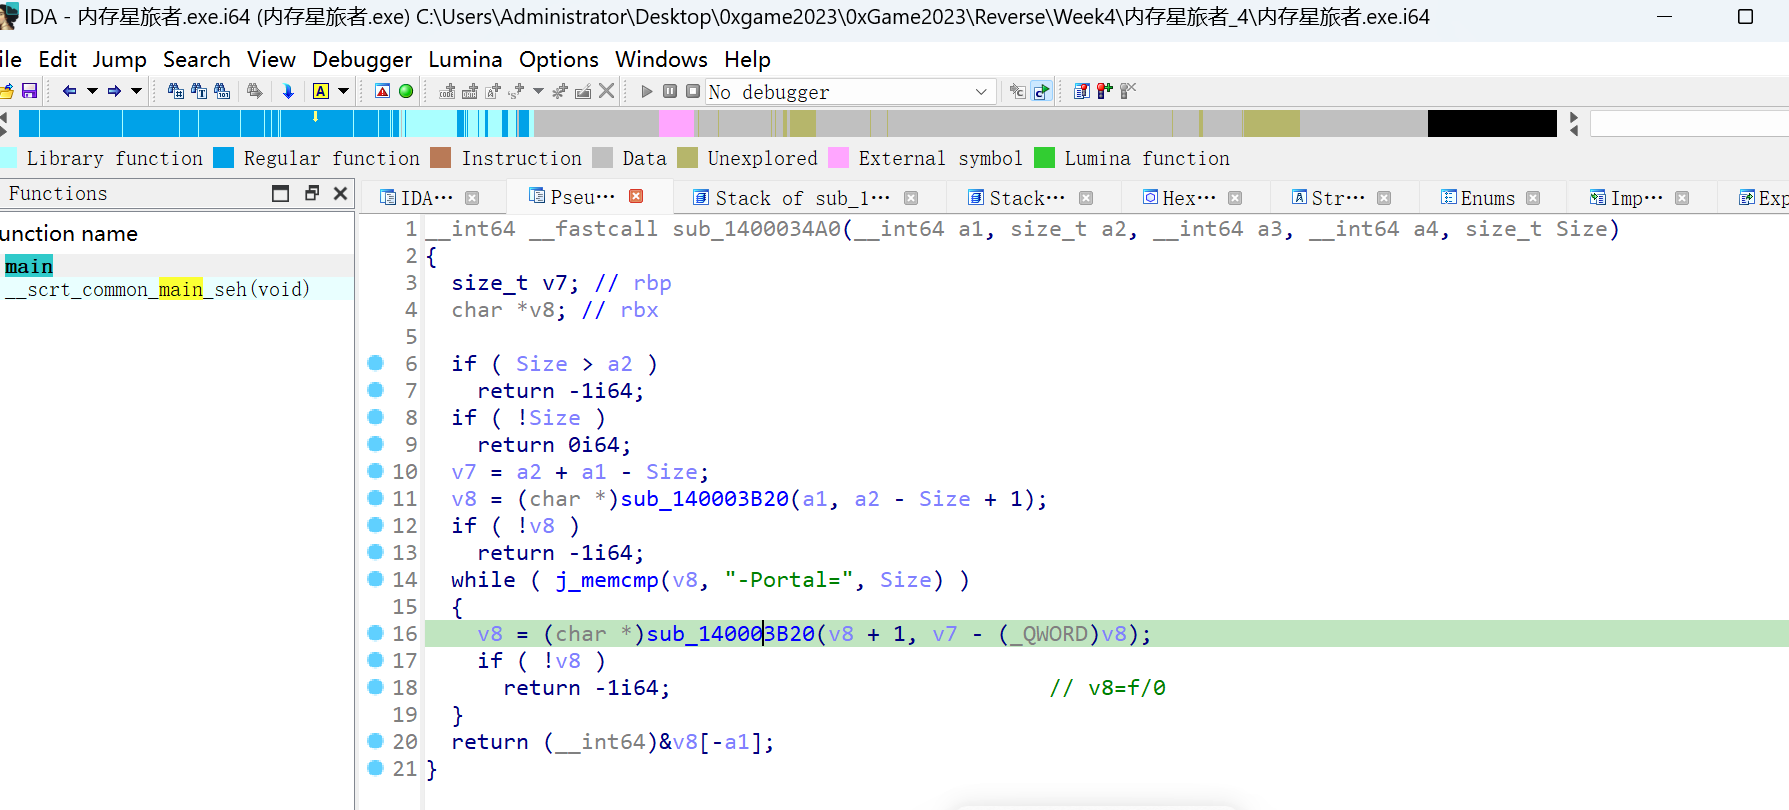 IDA - 内存星旅者.exe.i64 (内存星旅者.exe) C:\Users\Administrator\Desktop\0xgame2023\0xGame2023\Reverse\Week4\内存星旅者_4\内存星旅者.exe.i64
ile Edit Jump Search View Debugger Lumina Options Windows Help
No debugger
Library function Regular function Instruction Data Unexplored External symbol Lumina function
Functions
IDA⋯ Pseu⋯ Stack of sub_1⋯ Stack⋯ Hex⋯ Str⋯ Enums Imp⋯ Exp
unction name
main
__scrt_common_main_seh(void)
1 __int64 __fastcall sub_1400034A0(__int64 a1, size_t a2, __int64 a3, __int64 a4, size_t Size)
2 {
3 size_t v7; // rbp
4 char *v8; // rbx
5
6 if ( Size > a2 )
7 return -1i64;
8 if ( !Size )
9 return 0i64;
10 v7 = a2 + a1 - Size;
11 v8 = (char *)sub_140003B20(a1, a2 - Size + 1);
12 if ( !v8 )
13 return -1i64;
14 while ( j_memcmp(v8, "-Portal=", Size) )
15 {
16 v8 = (char *)sub_140003B20(v8 + 1, v7 - (_QWORD)v8);
17 if ( !v8 )
18 return -1i64; // v8=f/0
19 }
20 return (__int64)&v8[-a1];
21 }